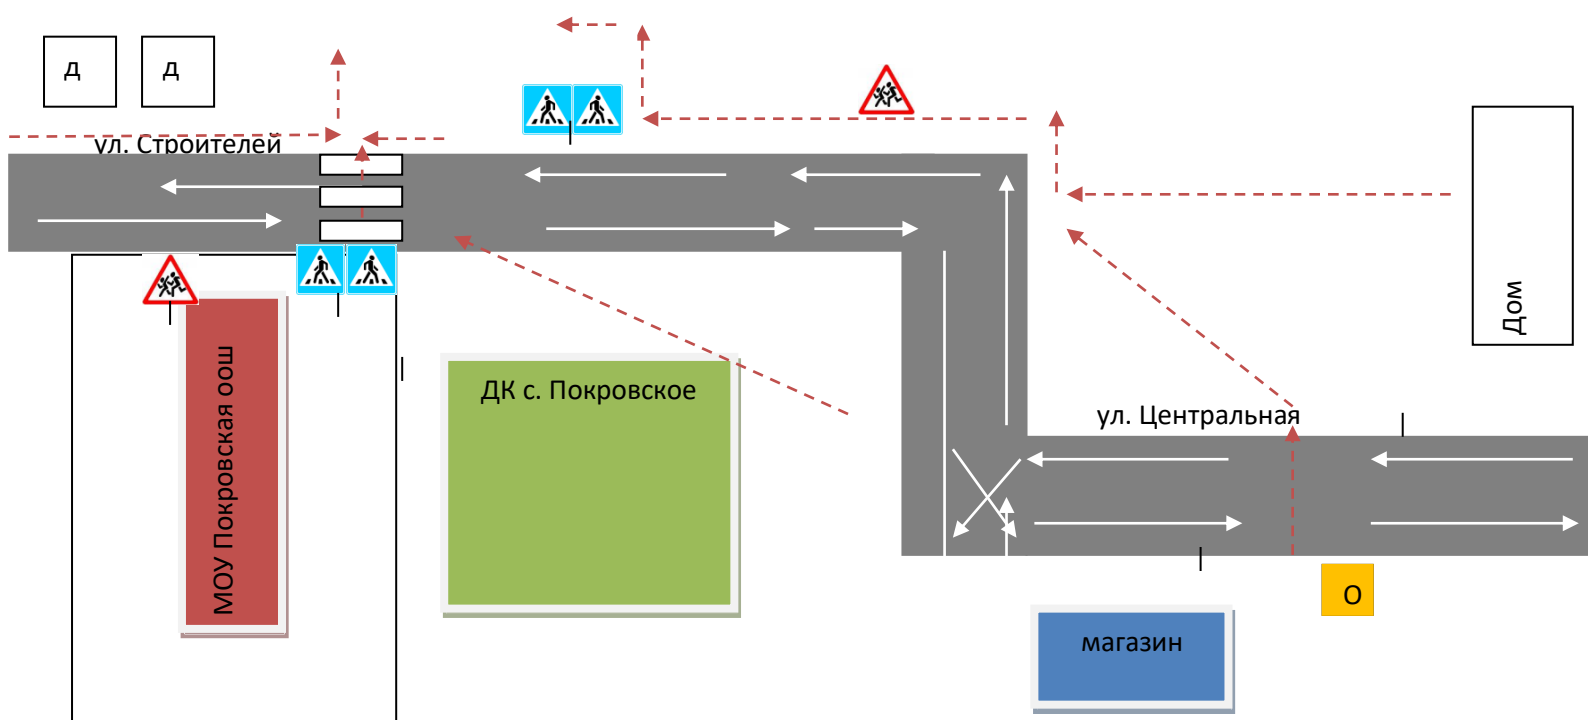 д
д
ул. Строителей
Дом
МОУ Покровская оош
ДК с. Покровское
ул. Центральная
О
магазин